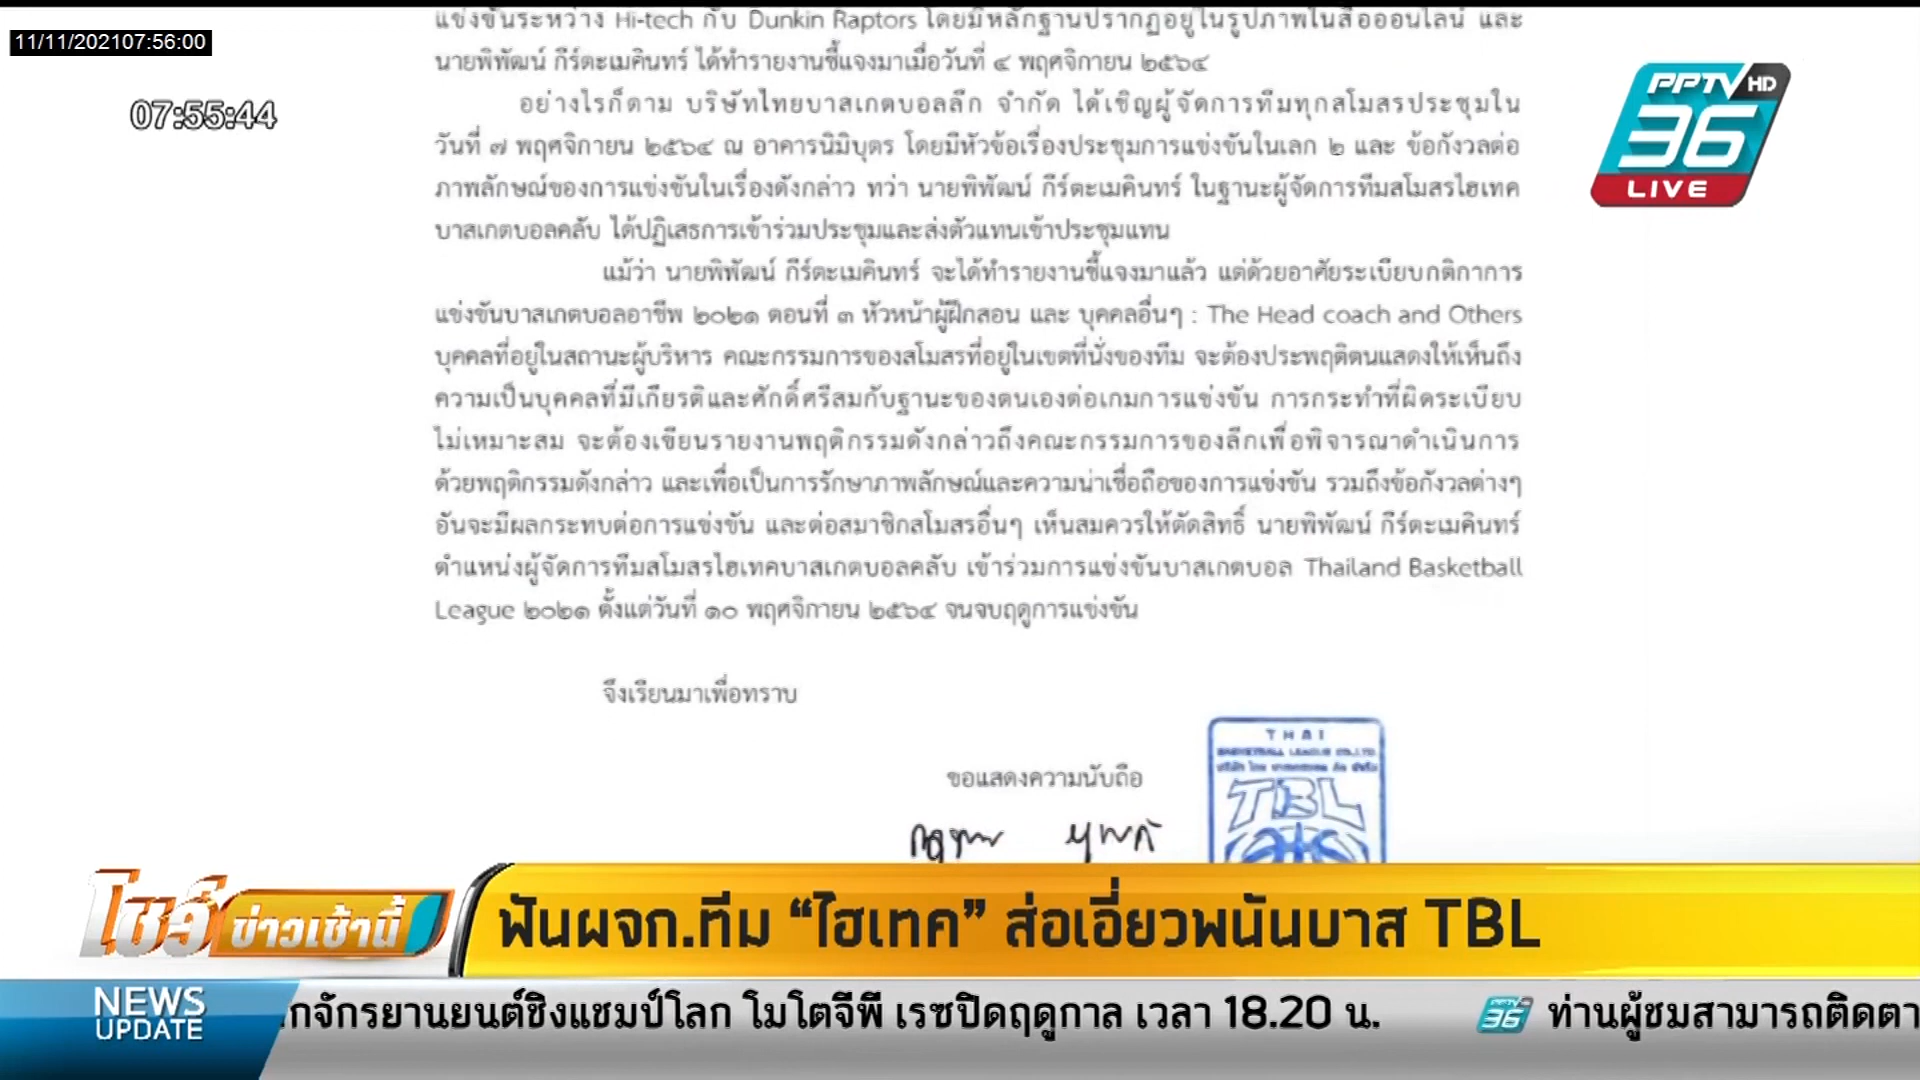 แข่งขันระหว่าง Hi-tech กับ Dunkin Raptors โดยมีหลักฐานปรากฏอยู่ในรูปภาพในสื่อออนไลน์ และ
11/11/202107:56:00
นายพิพัฒน์ กีร์ตะเมคินทร์ ได้ทำรายงานชี้แจงมาเมื่อวันที่ ๔ พฤศจิกายน ๒๕๖๔
PPTV HD
36
LIVE
07:55:44
อย่างไรก็ตาม บริษัทไทยบาสเกตบอลลีก จำกัด ได้เชิญผู้จัดการทีมทุกสโมสรประชุมใน
วันที่ ๗ พฤศจิกายน ๒๕๖๔ ณ อาคารนิมิบุตร โดยมีหัวข้อเรื่องประชุมการแข่งขันในเลก ๒ และ ข้อกังวลต่อ
ภาพลักษณ์ของการแข่งขันในเรื่องดังกล่าว ทว่า นายพิพัฒน์ กีร์ตะเมคินทร์ ในฐานะผู้จัดการทีมสโมสรไฮเทค
บาสเกตบอลคลับ ได้ปฏิเสธการเข้าร่วมประชุมและส่งตัวแทนเข้าประชุมแทน
แม้ว่า นายพิพัฒน์ กีร์ตะเมคินทร์ จะได้ทำรายงานชี้แจงมาแล้ว แต่ด้วยอาศัยระเบียบกติกาการ
แข่งขันบาสเกตบอลอาชีพ ๒๐๒๑ ตอนที่ ๓ หัวหน้าผู้ฝึกสอน และ บุคคลอื่นๆ : The Head coach and Others
บุคคลที่อยู่ในสถานะผู้บริหาร คณะกรรมการของสโมสรที่อยู่ในเขตที่นั่งของทีม จะต้องประพฤติตนแสดงให้เห็นถึง
ความเป็นบุคคลที่มีเกียรติและศักดิ์ศรีสมกับฐานะของตนเองต่อเกมการแข่งขัน การกระทำที่ผิดระเบียบ
ไม่เหมาะสม จะต้องเขียนรายงานพฤติกรรมดังกล่าวถึงคณะกรรมการของลีกเพื่อพิจารณาดำเนินการ
ด้วยพฤติกรรมดังกล่าว และเพื่อเป็นการรักษาภาพลักษณ์และความน่าเชื่อถือของการแข่งขัน รวมถึงข้อกังวลต่างๆ
อันจะมีผลกระทบต่อการแข่งขัน และต่อสมาชิกสโมสรอื่นๆ เห็นสมควรให้ตัดสิทธิ์ นายพิพัฒน์ กีร์ตะเมคินทร์
ตำแหน่งผู้จัดการทีมสโมสรไฮเทคบาสเกตบอลคลับ เข้าร่วมการแข่งขันบาสเกตบอล Thailand Basketball
League ๒๐๒๑ ตั้งแต่วันที่ ๑๐ พฤศจิกายน ๒๕๖๔ จนจบฤดูการแข่งขัน
จึงเรียนมาเพื่อทราบ
ขอแสดงความนับถือ
THAI
BASKETBALL LEAGUE CO.,LTD.
TBL
โชว์ข่าวเช้านี้
ฟันผจก.ทีม “ไฮเทค” ส่อเอี่ยวพนันบาส TBL
NEWS
UPDATE
กจักรยานยนต์ชิงแชมป์โลก โมโตจีพี เรซปิดฤดูกาล เวลา 18.20 น.
PPTV 36 ท่านผู้ชมสามารถติดตา